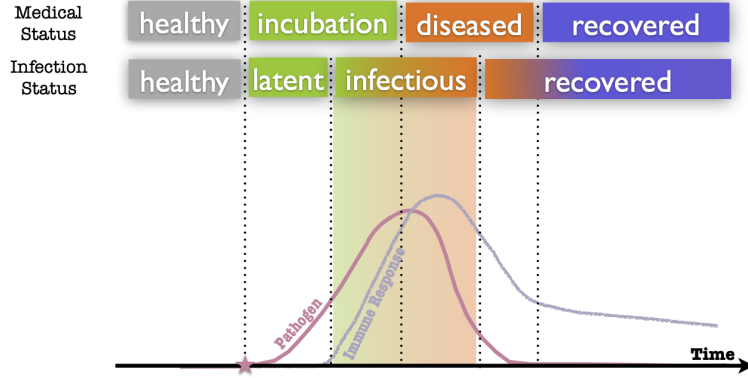 Medical
Status
healthy
incubation
diseased
recovered
Infection
Status
healthy
latent
infectious
recovered
Pathogen
Immune Response
Time